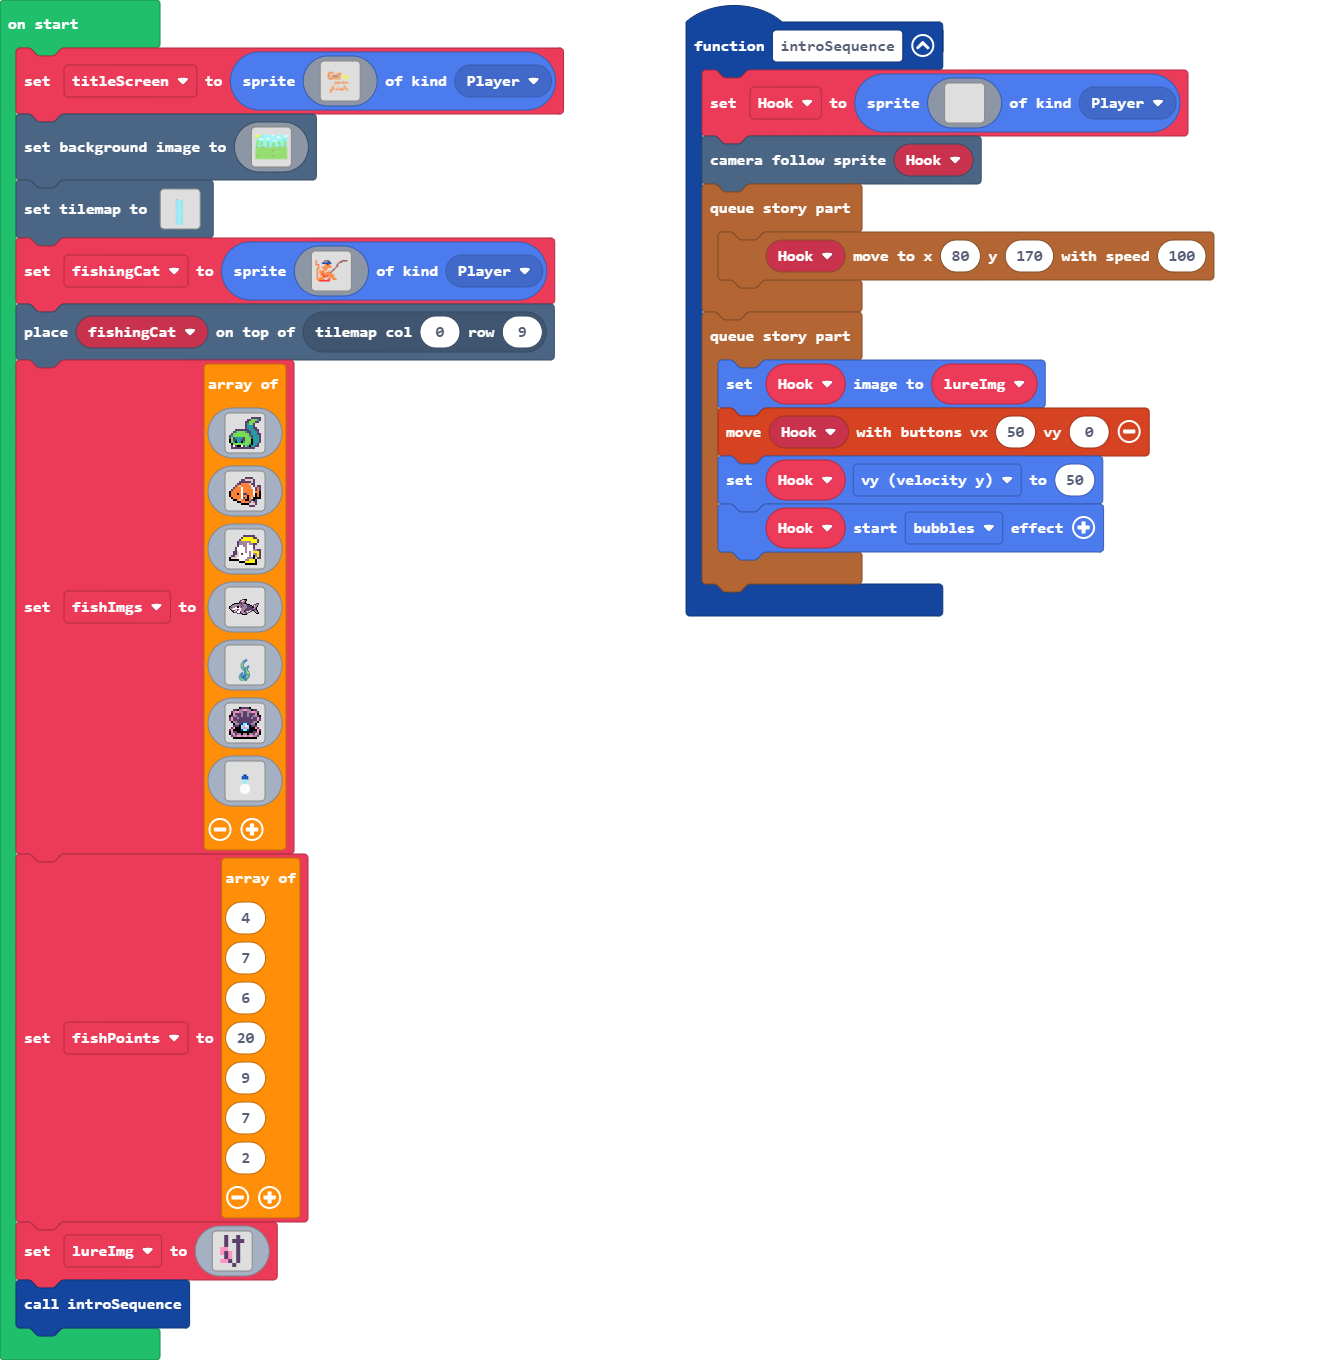 on start
set titleScreen to sprite of kind Player
set background image to
set tilemap to
set fishingCat to sprite of kind Player
place fishingCat on top of tilemap col 0 row 9
set fishImgs to array of
set fishPoints to array of
4
7
6
20
9
7
2
set lureImg to
call introSequence
function introSequence
set Hook to sprite of kind Player
camera follow sprite Hook
queue story part
Hook move to x 80 y 170 with speed 100
queue story part
set Hook image to lureImg
move Hook with buttons vx 50 vy 0
set Hook vy (velocity y) to 50
Hook start bubbles effect